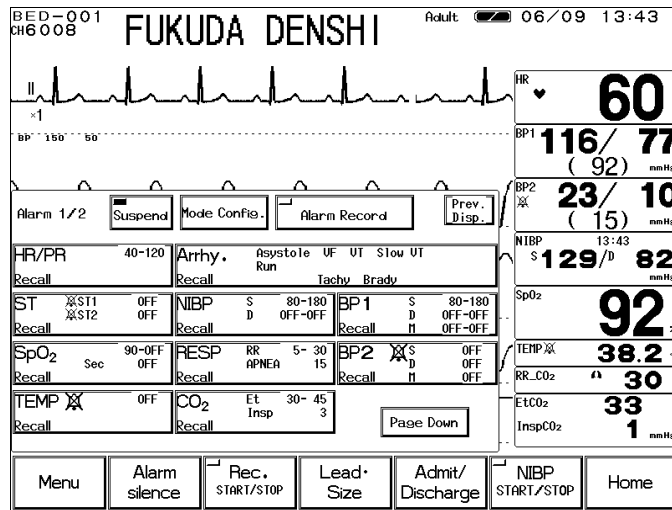 BED-001
CH6008
FUKUDA DENSHI
Adult 06/09 13:43
II
×1
BP 150 50
HR
60
BP1
116/ 77
( 92) mmHg
BP2
23/ 10
( 15) mmHg
NIBP 13:43
S 129/D 82
mmHg
SpO2
92
TEMP
38.2
RR_CO2
30
EtCO2
33
InspCO2
1 mmHg
Alarm 1/2
Suspend
Mode Config.
Alarm Record
Prev.
Disp.
HR/PR 40-120
Recall
Arrhy. Asystole VF VT Slow VT
Run
Recall Tachy Brady
ST ST1 OFF
ST2 OFF
Recall
NIBP S 80-180
D OFF-OFF
Recall
BP1 S 80-180
D OFF-OFF
Recall M OFF-OFF
SpO2 90-OFF
Sec OFF
Recall
RESP RR 5- 30
APNEA 15
Recall
BP2 S OFF
D OFF
Recall M OFF
TEMP OFF
Recall
CO2 Et 30- 45
Insp 3
Recall
Page Down
Menu
Alarm
silence
Rec.
START/STOP
Lead·
Size
Admit/
Discharge
NIBP
START/STOP
Home